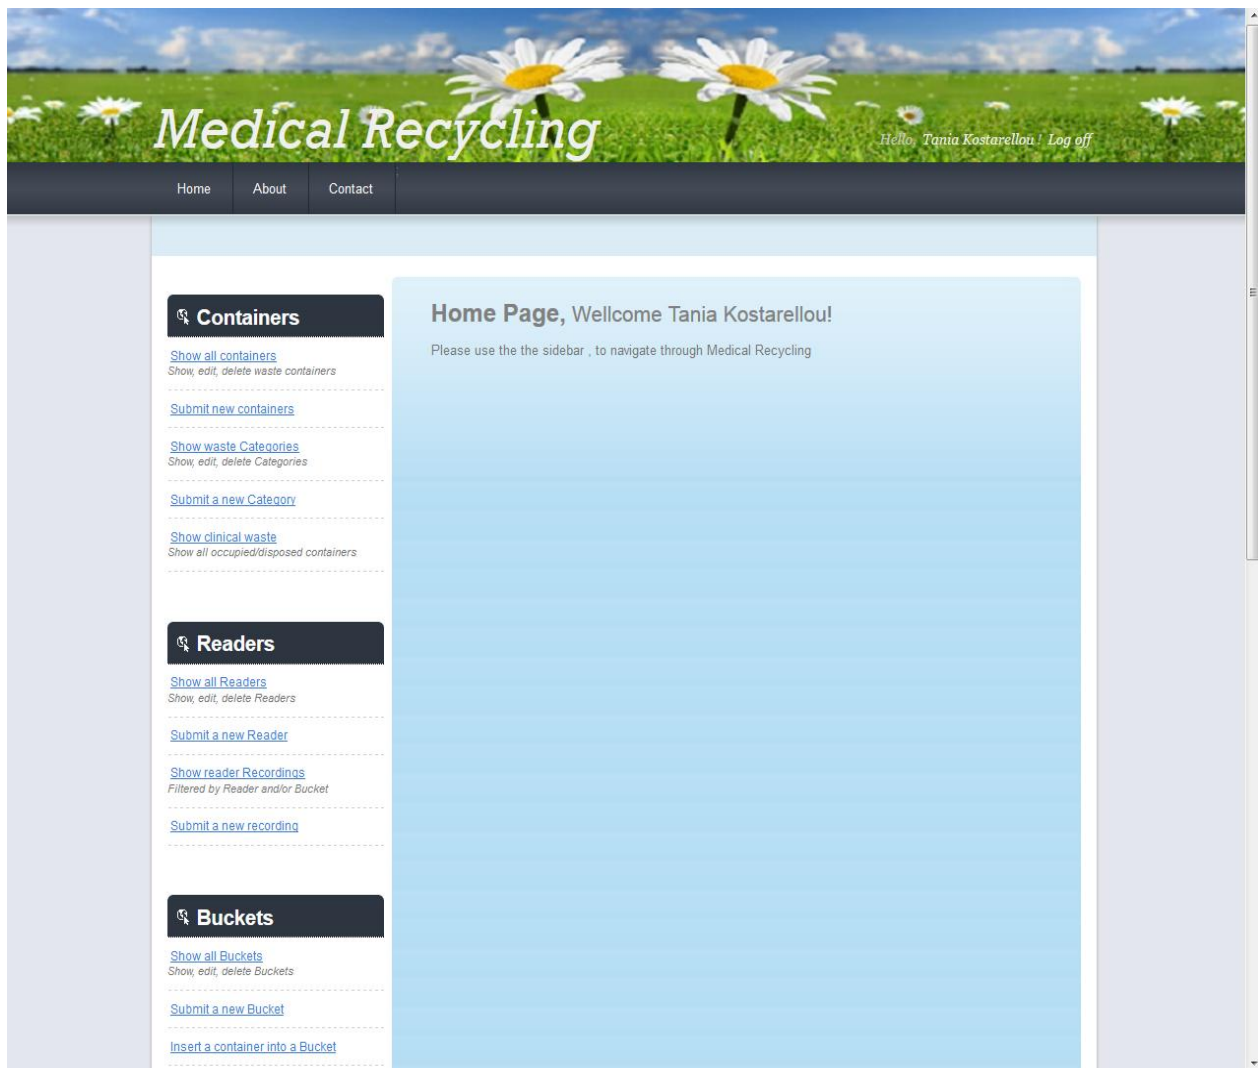 Medical Recycling
Hello, Tania Kostarellou ! Log off
Home About Contact
Containers
Show all containers
Show, edit, delete waste containers
Submit new containers
Show waste Categories
Show, edit, delete Categories
Submit a new Category
Show clinical waste
Show all occupied/disposed containers
Readers
Show all Readers
Show, edit, delete Readers
Submit a new Reader
Show reader Recordings
Filtered by Reader and/or Bucket
Submit a new recording
Buckets
Show all Buckets
Show, edit, delete Buckets
Submit a new Bucket
Insert a container into a Bucket
Home Page, Wellcome Tania Kostarellou!
Please use the the sidebar , to navigate through Medical Recycling